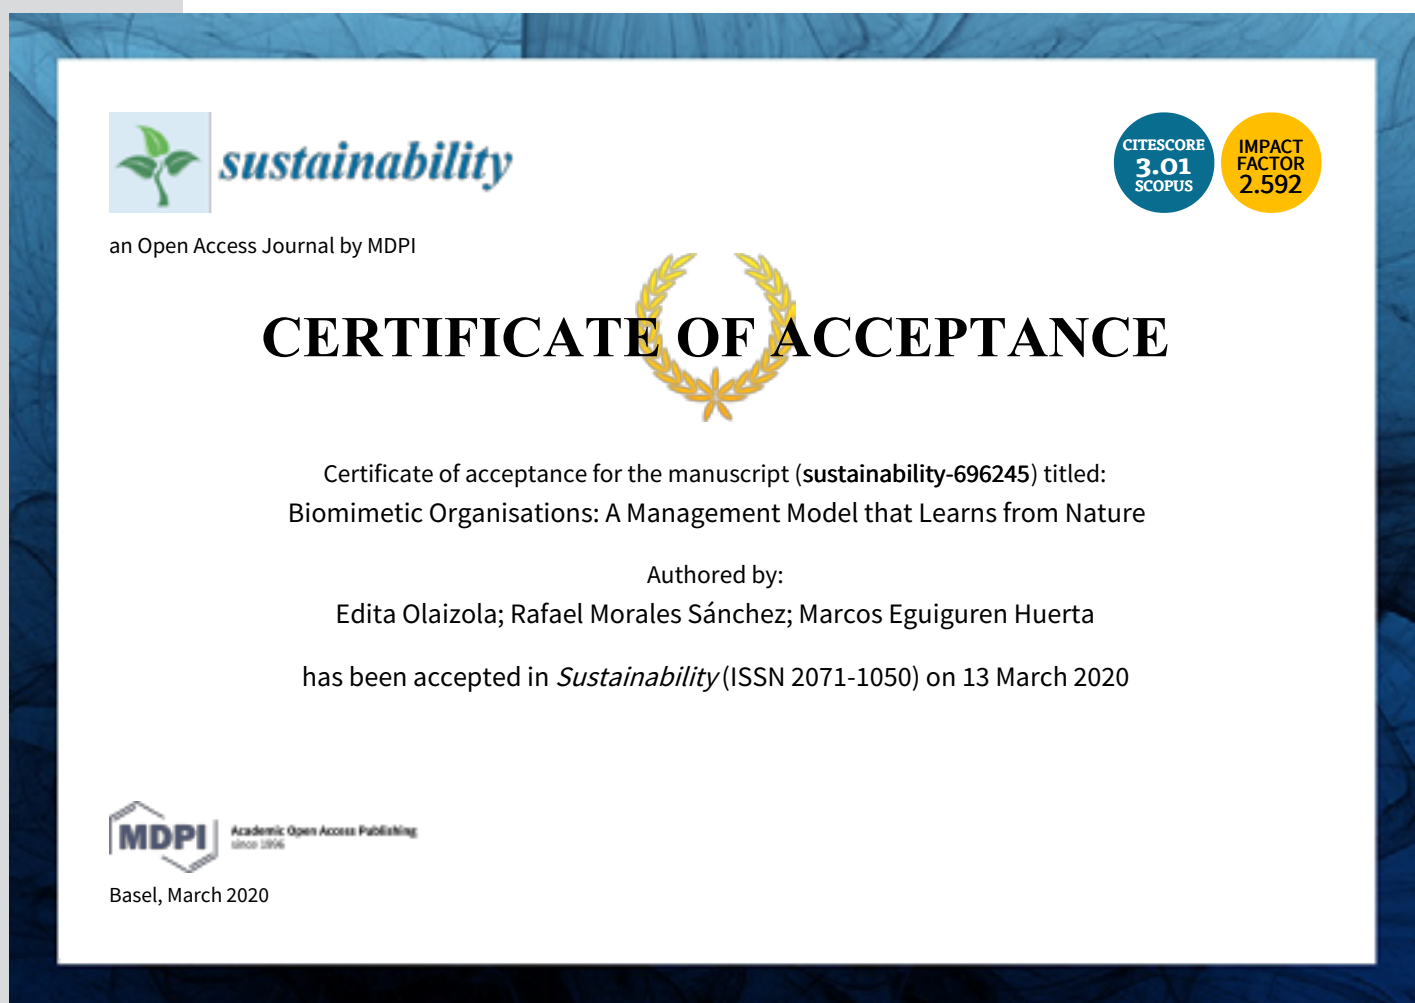 sustainability
CITESCORE
3.01
SCOPUS
IMPACT
FACTOR
2.592
an Open Access Journal by MDPI
CERTIFICATE OF ACCEPTANCE
Certificate of acceptance for the manuscript (sustainability-696245) titled:
Biomimetic Organisations: A Management Model that Learns from Nature
Authored by:
Edita Olaizola; Rafael Morales Sánchez; Marcos Eguiguren Huerta
has been accepted in Sustainability (ISSN 2071-1050) on 13 March 2020
MDPI
Academic Open Access Publishing
since 1996
Basel, March 2020